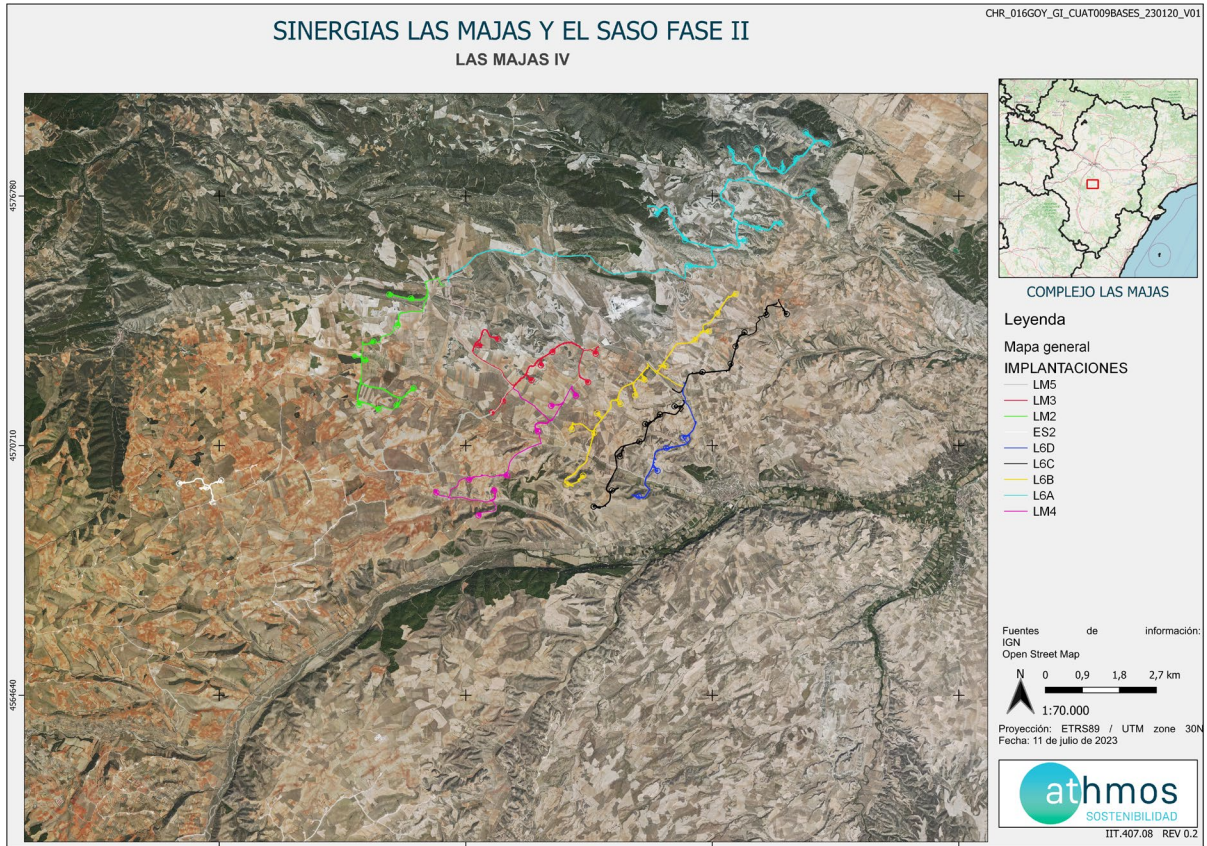 CHR_016GOY_GI_CUAT009BASES_230120_V01
SINERGIAS LAS MAJAS Y EL SASO FASE II
LAS MAJAS IV
4576780
4570710
4564640
COMPLEJO LAS MAJAS
Leyenda
Mapa general
IMPLANTACIONES
LM5
LM3
LM2
ES2
L6D
L6C
L6B
L6A
LM4
Fuentes de información:
IGN
Open Street Map
N 0 0,9 1,8 2,7 km
1:70.000
Proyección: ETRS89 / UTM zone 30N
Fecha: 11 de julio de 2023
athmos
SOSTENIBILIDAD
IIT.407.08 REV 0.2